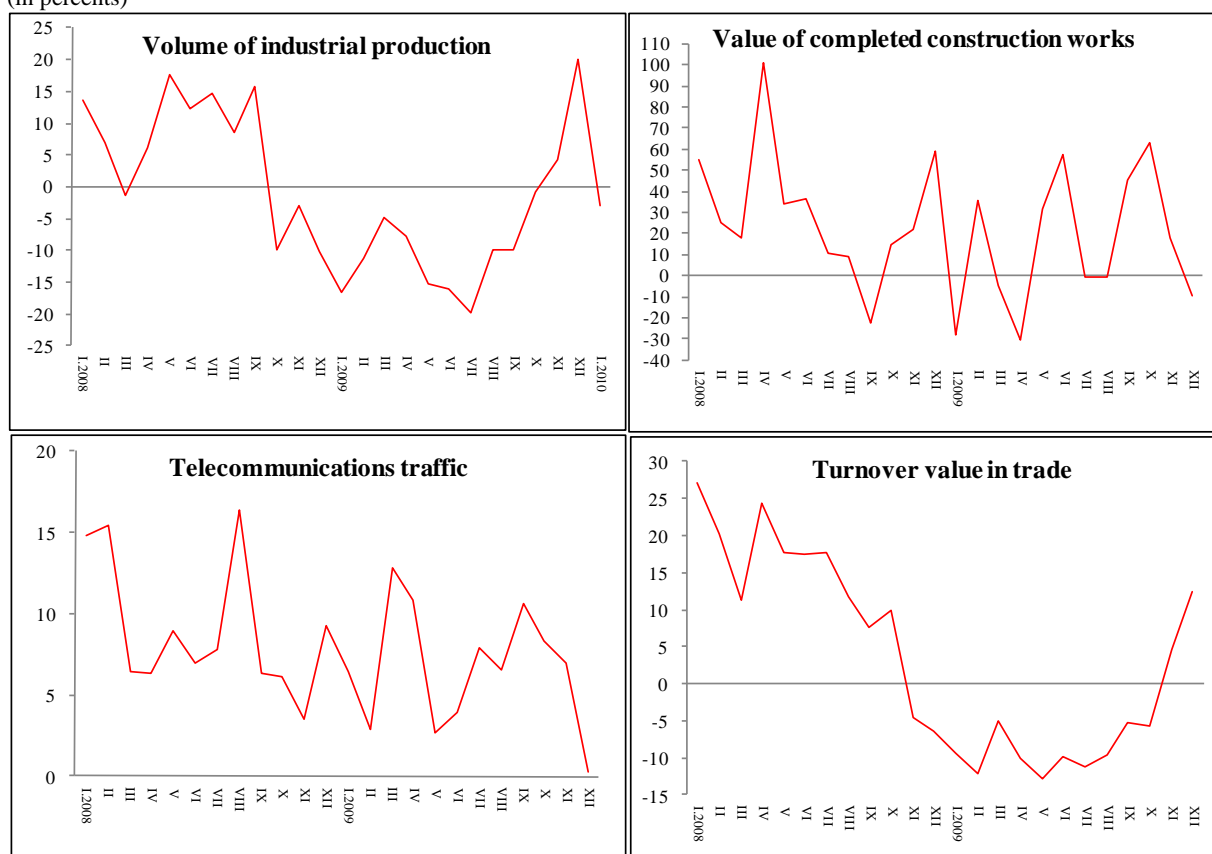 (in percents)
Volume of industrial production
25
20
15
10
5
0
-5
-10
-15
-20
-25
I.2008
II
III
IV
V
VI
VII
VIII
IX
X
XI
XII
I.2009
II
III
IV
V
VI
VII
VIII
IX
X
XI
XII
I.2010
Value of completed construction works
110
100
90
80
70
60
50
40
30
20
10
0
-10
-20
-30
-40
I.2008
II
III
IV
V
VI
VII
VIII
IX
X
XI
XII
I.2009
II
III
IV
V
VI
VII
VIII
IX
X
XI
XII
Telecommunications traffic
20
15
10
5
0
I.2008
II
III
IV
V
VI
VII
VIII
IX
X
XI
XII
I.2009
II
III
IV
V
VI
VII
VIII
IX
X
XI
XII
Turnover value in trade
30
25
20
15
10
5
0
-5
-10
-15
I.2008
II
III
IV
V
VI
VII
VIII
IX
X
XI
XII
I.2009
II
III
IV
V
VI
VII
VIII
IX
X
XI
XII